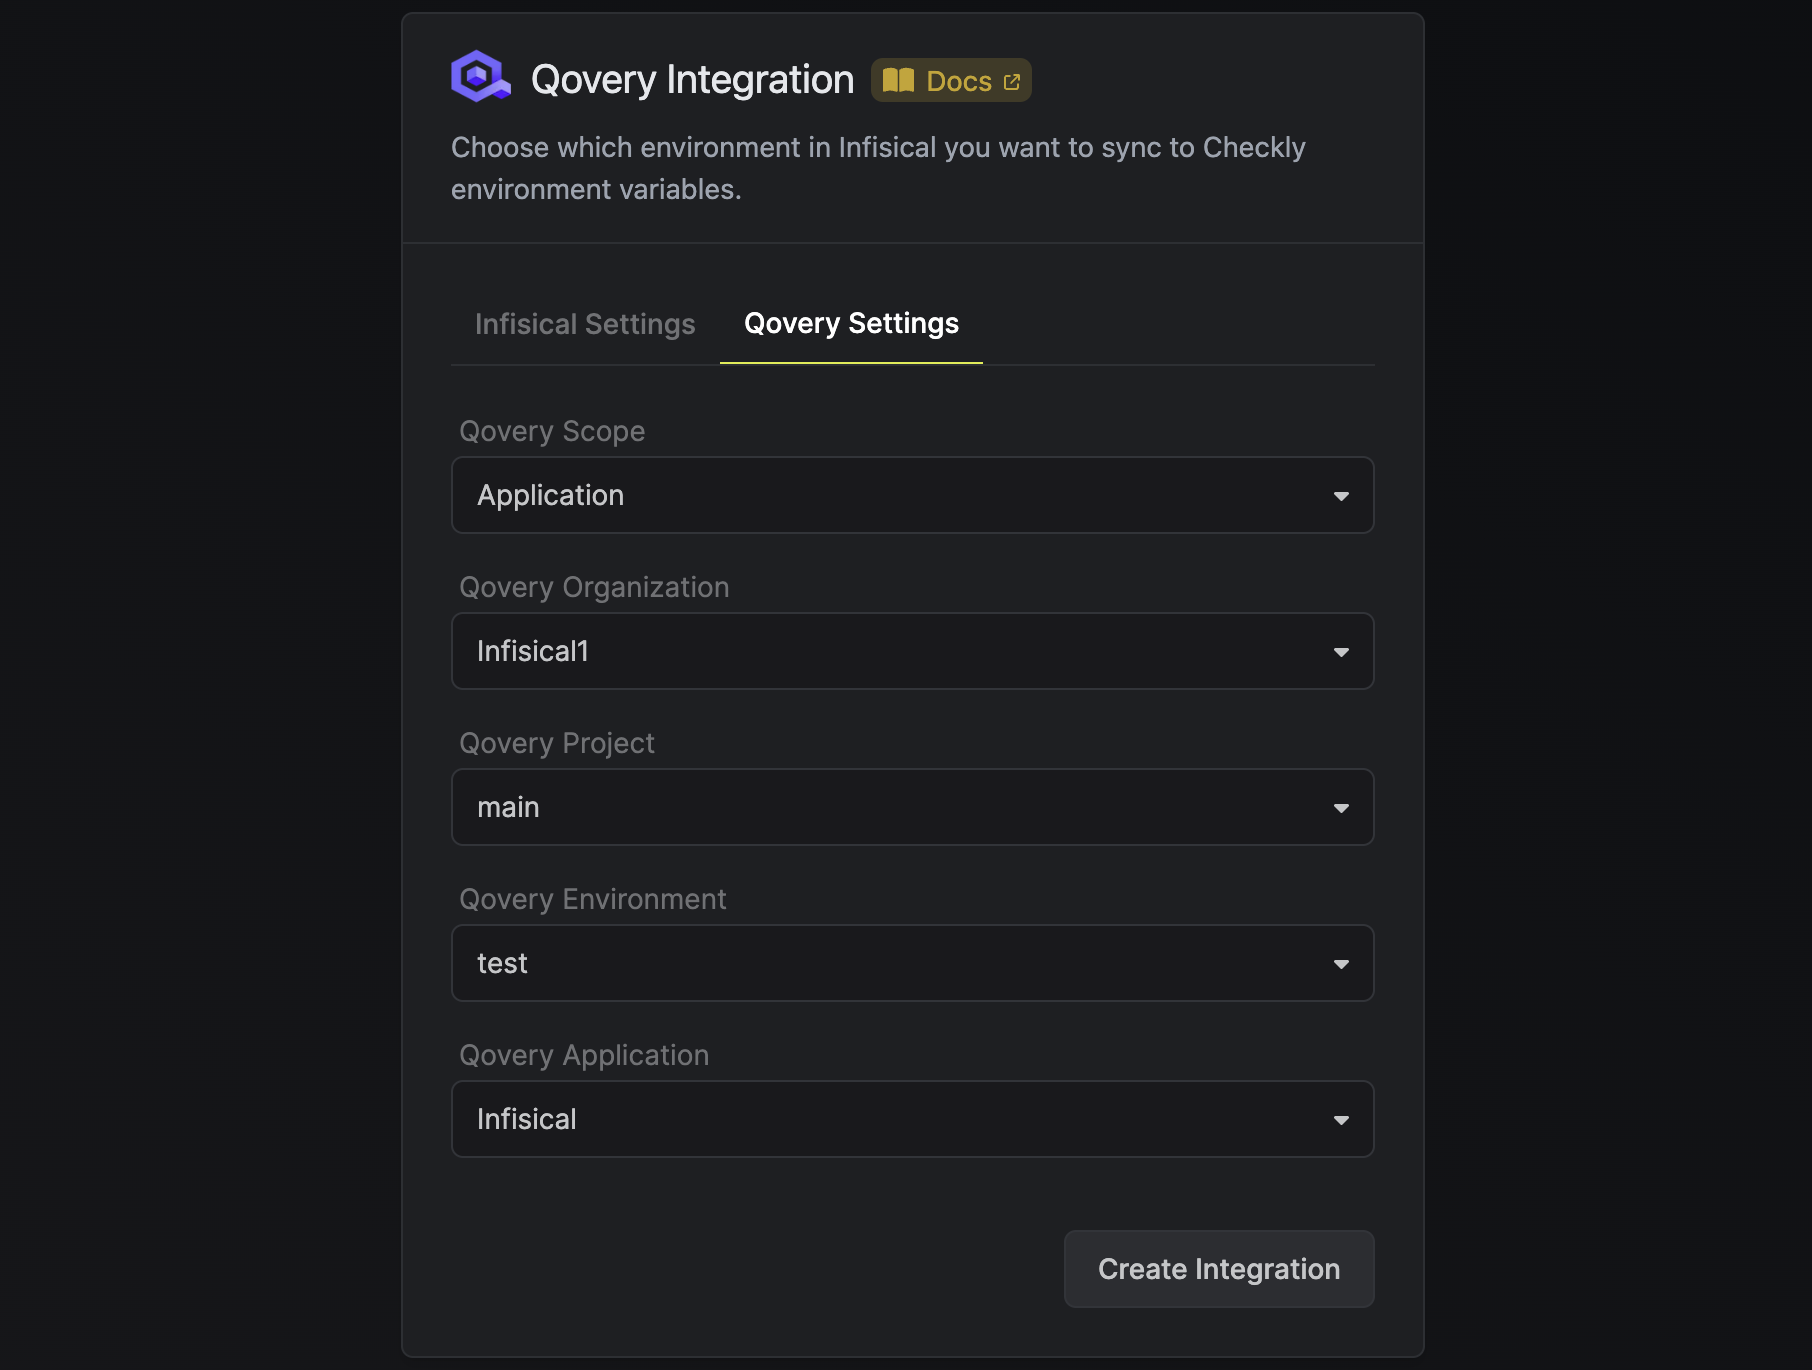 Qovery Integration Docs
Choose which environment in Infisical you want to sync to Checkly
environment variables.
Infisical Settings Qovery Settings
Qovery Scope
Application
Qovery Organization
Infisical1
Qovery Project
main
Qovery Environment
test
Qovery Application
Infisical
Create Integration